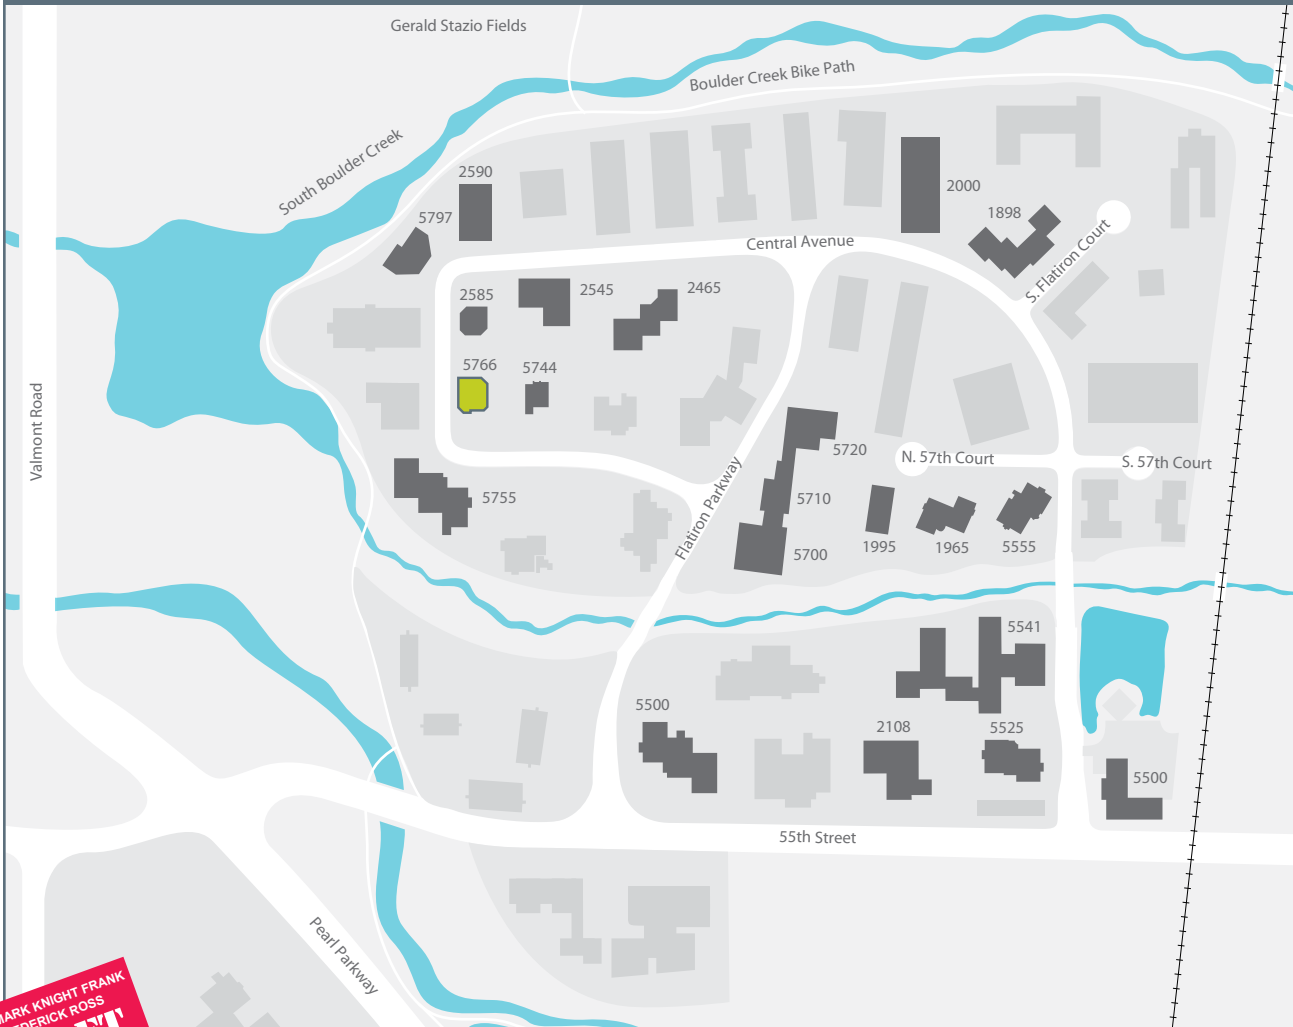 Gerald Stazio Fields
Boulder Creek Bike Path
South Boulder Creek
2590
5797
2000
1898
Central Avenue
S. Flatiron Court
2585
2545
2465
5766
5744
Valmont Road
5720
N. 57th Court
S. 57th Court
5755
5710
Flatiron Parkway
5700
1995
1965
5555
5541
5500
2108
5525
5500
55th Street
Pearl Parkway
MARK KNIGHT FRANK
EDERICK ROSS